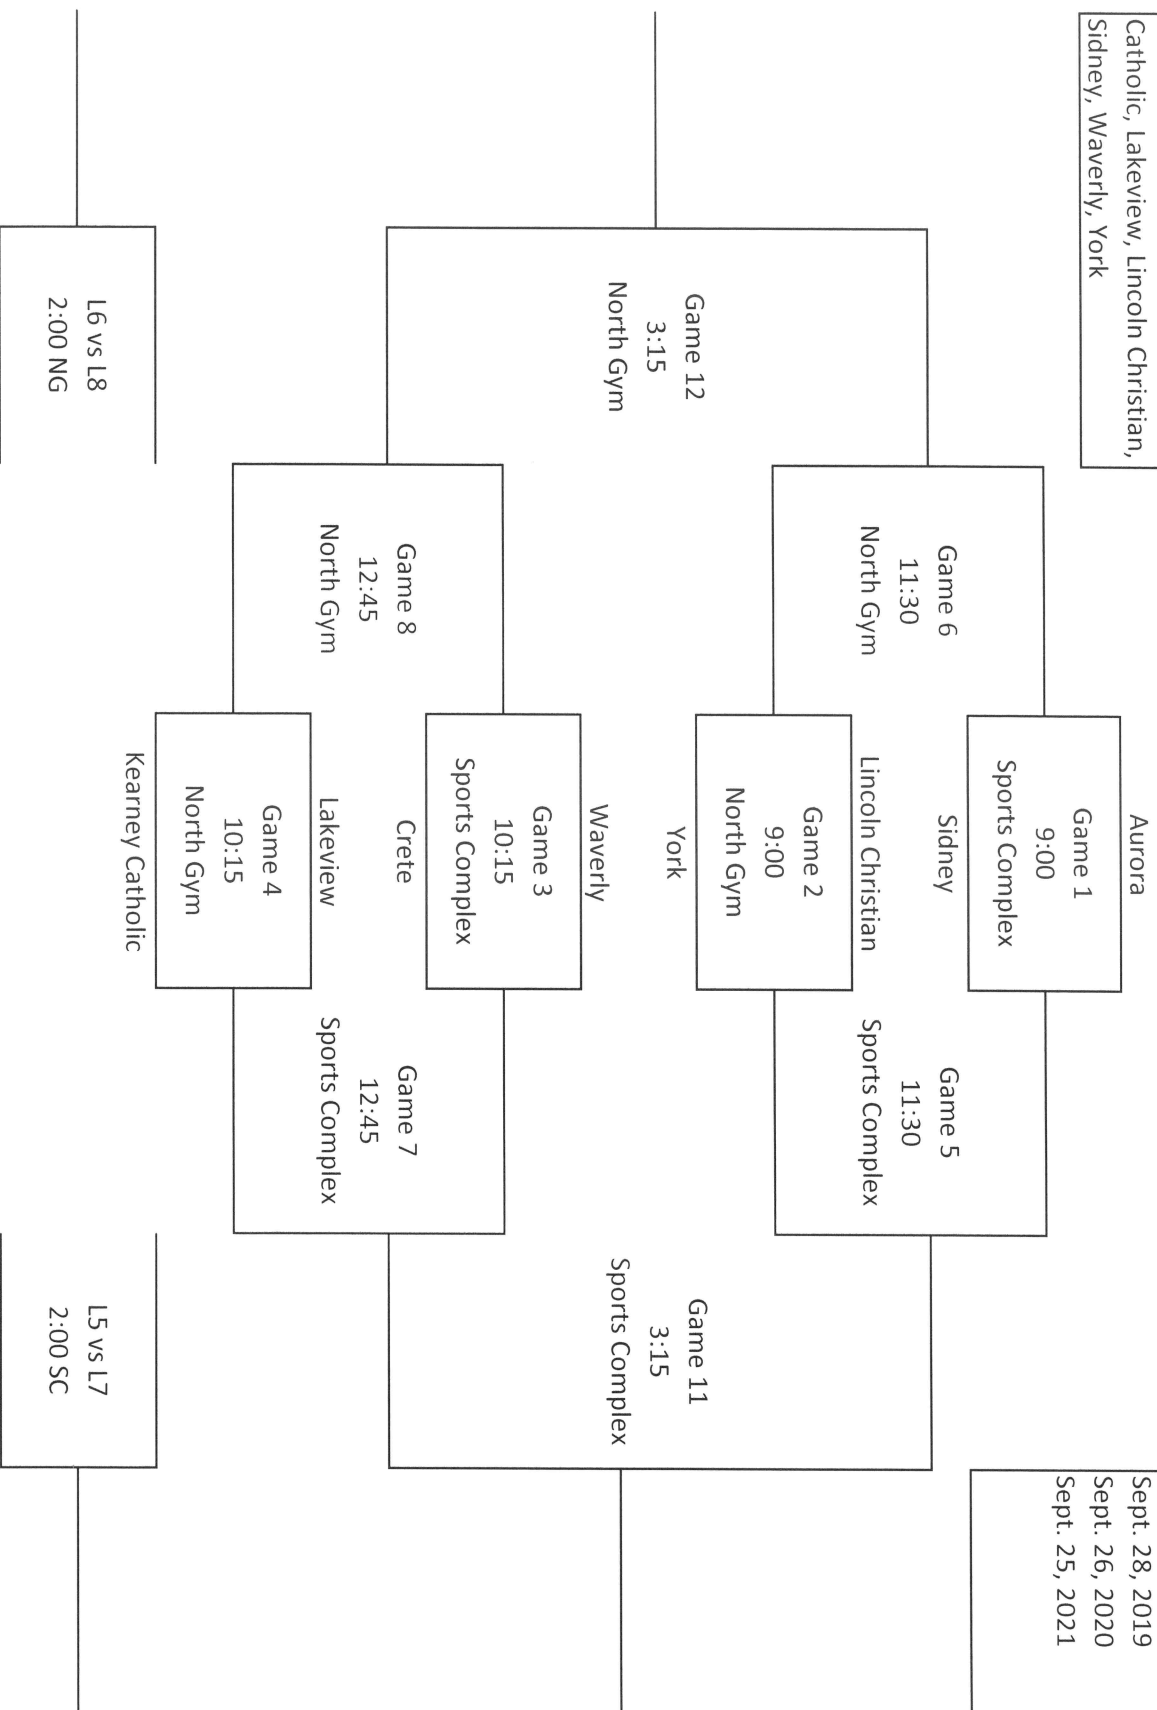 Catholic, Lakeview, Lincoln Christian,
Sidney, Waverly, York
Sept. 28, 2019
Sept. 26, 2020
Sept. 25, 2021
Aurora
Game 1
9:00
Sports Complex
Sidney
Game 6
11:30
North Gym
Game 5
11:30
Sports Complex
Lincoln Christian
Game 2
9:00
North Gym
York
Game 12
3:15
North Gym
Game 11
3:15
Sports Complex
Waverly
Game 3
10:15
Sports Complex
Crete
Game 8
12:45
North Gym
Game 7
12:45
Sports Complex
Lakeview
Game 4
10:15
North Gym
Kearney Catholic
L6 vs L8
2:00 NG
L5 vs L7
2:00 SC